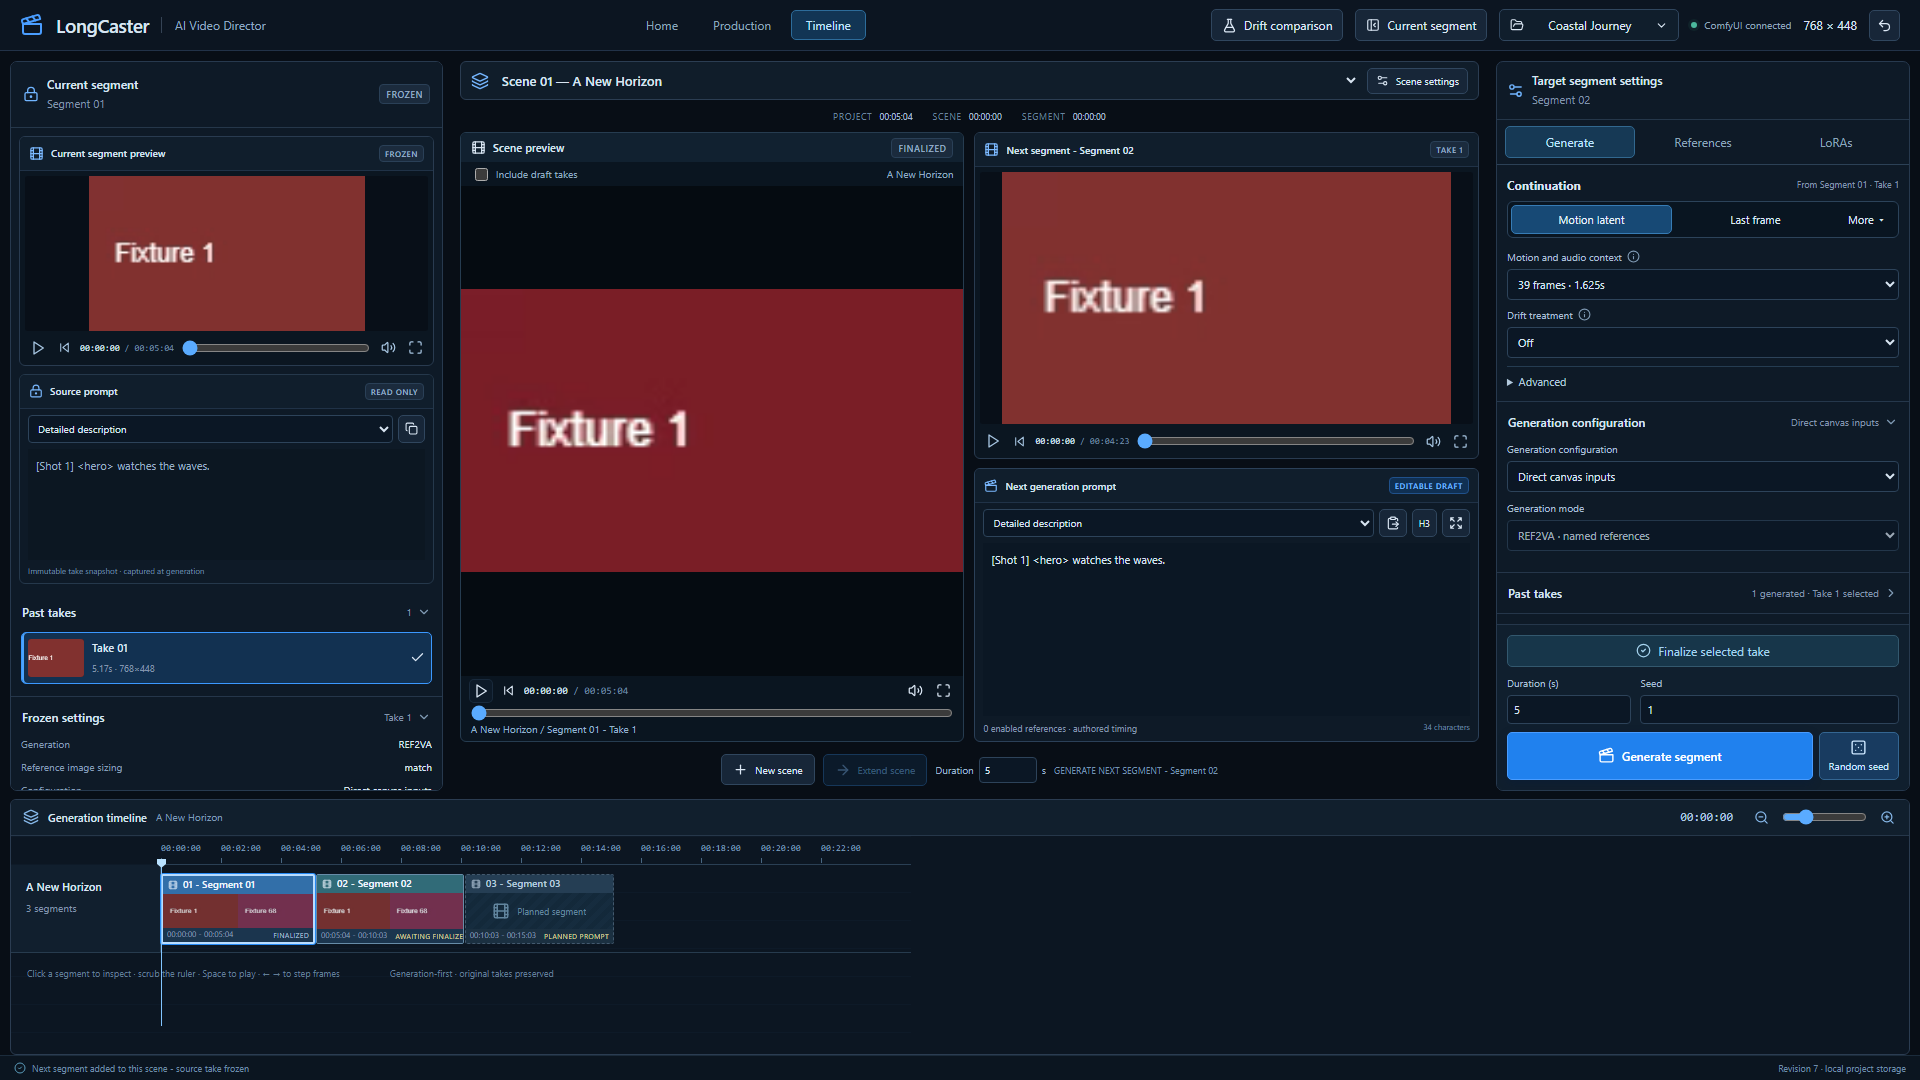 LongCaster AI Video Director Home Production Timeline Drift comparison Current segment Coastal Journey ComfyUI connected 768 × 448
Current segment
Segment 01
FROZEN
Current segment preview FROZEN
Fixture 1
00:00:00 / 00:05:04
Source prompt READ ONLY
Detailed description
[Shot 1] <hero> watches the waves.
Immutable take snapshot · captured at generation
Past takes 1
Fixture 1
Take 01
5.17s · 768×448
Frozen settings Take 1
Generation REF2VA
Reference image sizing match
Configuration Direct canvas inputs
Scene 01 — A New Horizon Scene settings
PROJECT 00:05:04 SCENE 00:00:00 SEGMENT 00:00:00
Scene preview FINALIZED
Include draft takes A New Horizon
Fixture 1
00:00:00 / 00:05:04
A New Horizon / Segment 01 - Take 1
Next segment - Segment 02 TAKE 1
Fixture 1
00:00:00 / 00:04:23
Next generation prompt EDITABLE DRAFT
Detailed description H3
[Shot 1] <hero> watches the waves.
0 enabled references · authored timing 34 characters
New scene Extend scene Duration 5 s GENERATE NEXT SEGMENT - Segment 02
Target segment settings
Segment 02
Generate References LoRAs
Continuation From Segment 01 · Take 1
Motion latent Last frame More
Motion and audio context
39 frames · 1.625s
Drift treatment
Off
Advanced
Generation configuration Direct canvas inputs
Generation configuration
Direct canvas inputs
Generation mode
REF2VA · named references
Past takes 1 generated · Take 1 selected
Finalize selected take
Duration (s) Seed
5 1
Generate segment Random seed
Generation timeline A New Horizon 00:00:00
00:00:00 00:02:00 00:04:00 00:06:00 00:08:00 00:10:00 00:12:00 00:14:00 00:16:00 00:18:00 00:20:00 00:22:00
A New Horizon
3 segments
01 - Segment 01
Fixture 1 Fixture 68
00:00:00 - 00:05:04 FINALIZED
02 - Segment 02
Fixture 1 Fixture 68
00:05:04 - 00:10:03 AWAITING FINALIZE
03 - Segment 03
Planned segment
00:10:03 - 00:15:03 PLANNED PROMPT
Click a segment to inspect · scrub the ruler · Space to play · ← → to step frames Generation-first · original takes preserved
Next segment added to this scene - source take frozen Revision 7 · local project storage